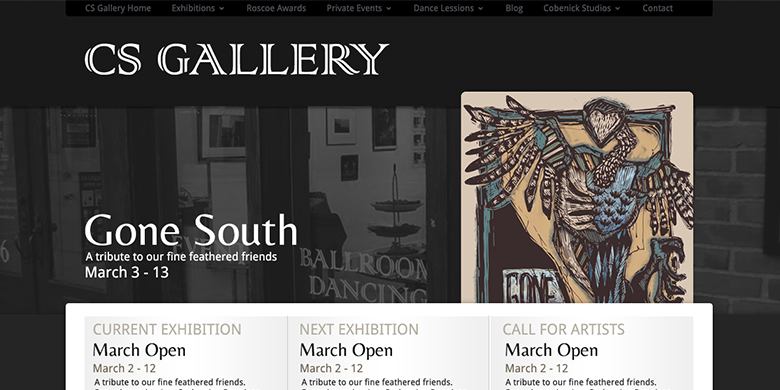 CS Gallery Home Exhibitions Roscoe Awards Private Events Dance Lessions Blog Cobenick Studios Contact
CS GALLERY
Gone South
A tribute to our fine feathered friends
March 3 - 13
EVENT
BALLROOM
DANCING
GONE
CURRENT EXHIBITION
March Open
March 2 - 12
A tribute to our fine feathered friends.
NEXT EXHIBITION
March Open
March 2 - 12
A tribute to our fine feathered friends.
CALL FOR ARTISTS
March Open
March 2 - 12
A tribute to our fine feathered friends.